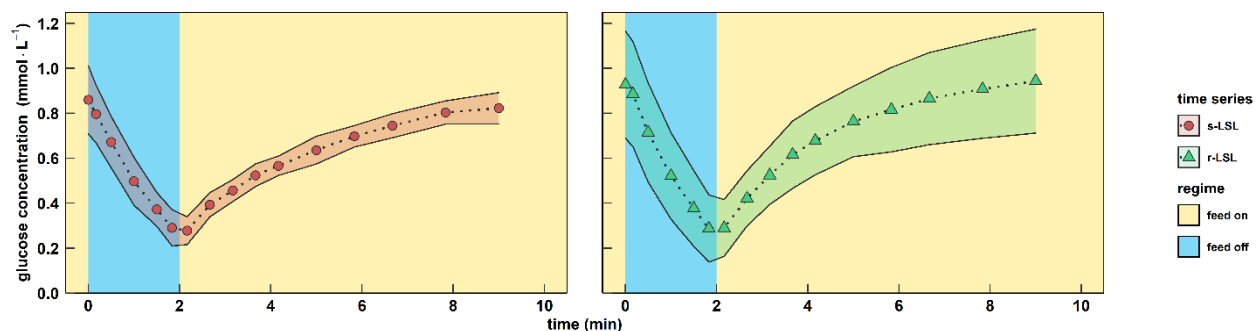 glucose concentration (mmol · L⁻¹)
1.2
1.0
0.8
0.6
0.4
0.2
0.0
0 2 4 6 8 10
0 2 4 6 8 10
time (min)
time series
s-LSL
r-LSL
regime
feed on
feed off